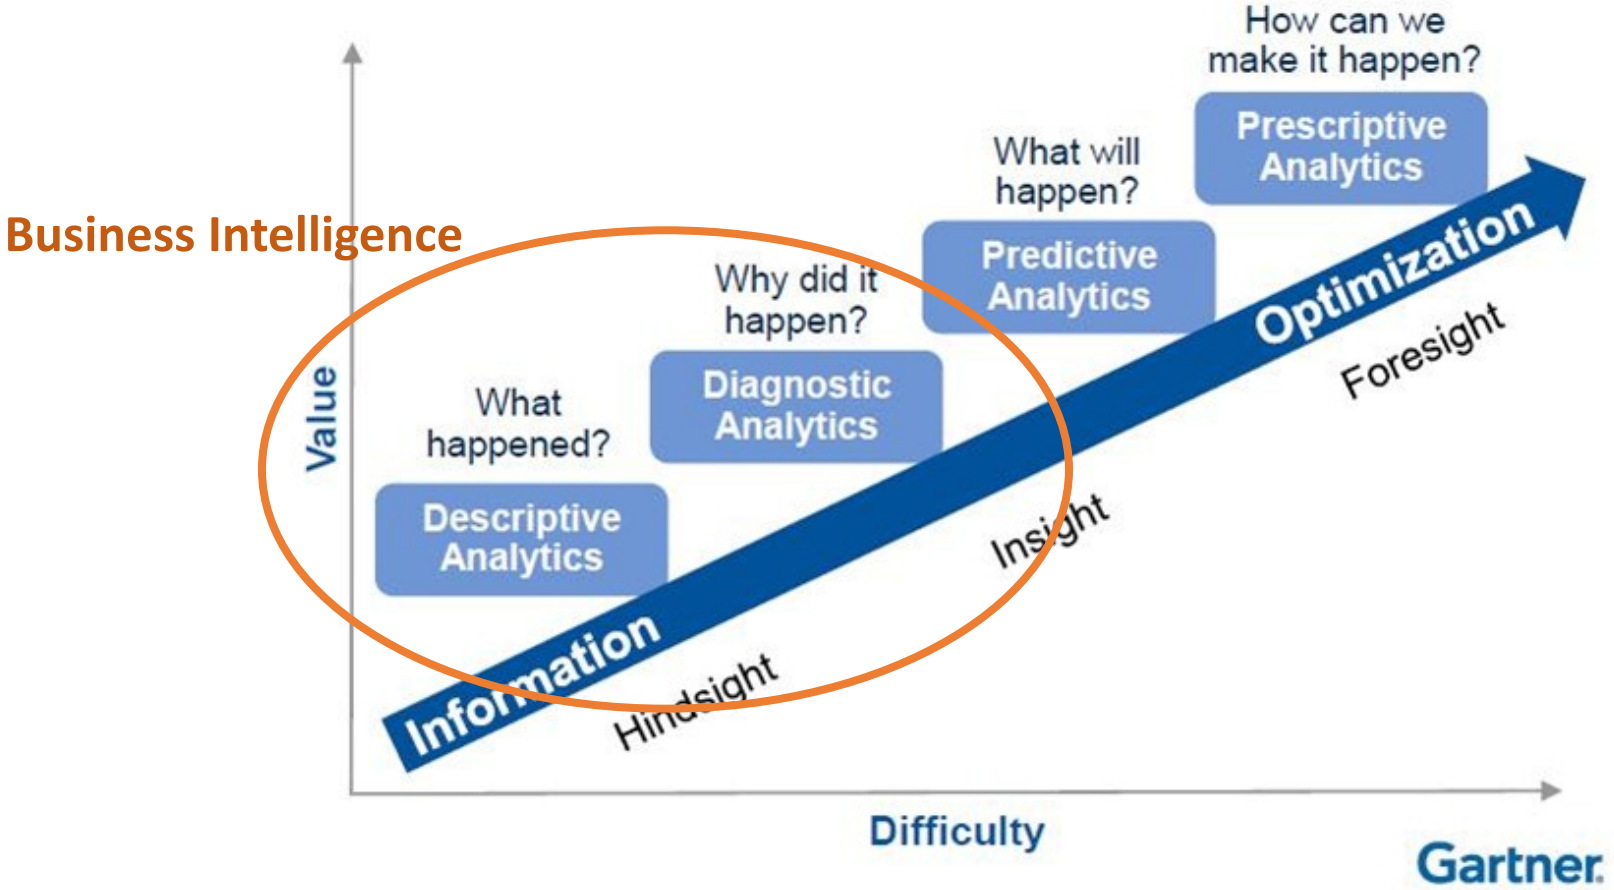 How can we
make it happen?
Prescriptive
Analytics
What will
happen?
Predictive
Analytics
Business Intelligence
Why did it
happen?
Diagnostic
Analytics
What
happened?
Descriptive
Analytics
Value
Information
Optimization
Hindsight
Insight
Foresight
Difficulty
Gartner.